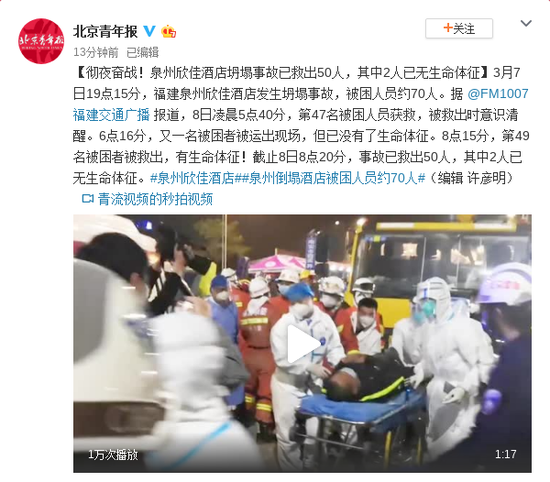 北京青年报
北京青年报
+关注
13分钟前 已编辑
【彻夜奋战！泉州欣佳酒店坍塌事故已救出50人，其中2人已无生命体征】3月7
日19点15分，福建泉州欣佳酒店发生坍塌事故，被困人员约70人。据 @FM1007
福建交通广播 报道，8日凌晨5点40分，第47名被困人员获救，被救出时意识清
醒。6点16分，又一名被困者被运出现场，但已没有了生命体征。8点15分，第49
名被困者被救出，有生命体征！截止8日8点20分，事故已救出50人，其中2人已
无生命体征。#泉州欣佳酒店##泉州倒塌酒店被困人员约70人#（编辑 许彦明）
青流视频的秒拍视频
1万次播放
1:17